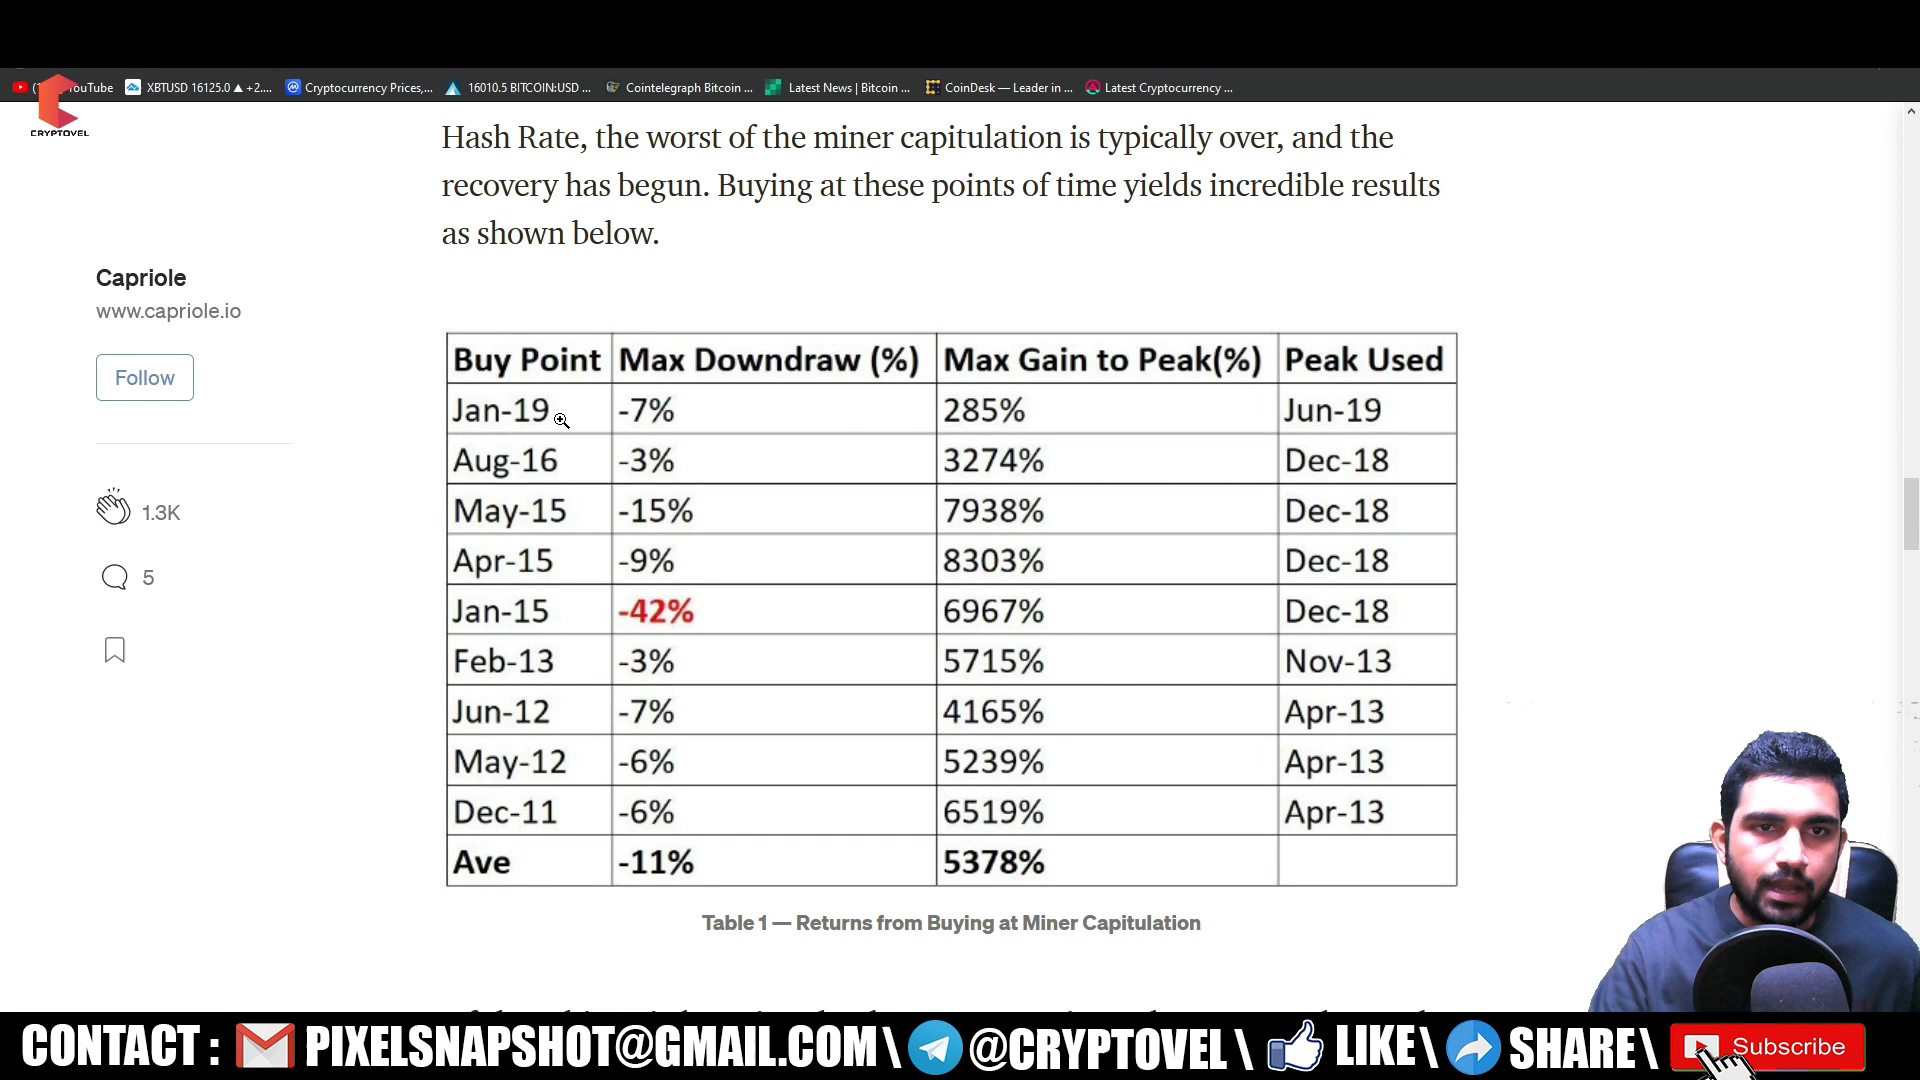 YouTube
XBTUSD 16125.0 ▲ +2....
Cryptocurrency Prices,...
16010.5 BITCOIN:USD ...
Cointelegraph Bitcoin ...
Latest News | Bitcoin ...
CoinDesk — Leader in ...
Latest Cryptocurrency ...
CRYPTOVEL
Hash Rate, the worst of the miner capitulation is typically over, and the
recovery has begun. Buying at these points of time yields incredible results
as shown below.
Capriole
www.capriole.io
Follow
1.3K
5
Buy Point Max Downdraw (%) Max Gain to Peak(%) Peak Used
Jan-19 -7% 285% Jun-19
Aug-16 -3% 3274% Dec-18
May-15 -15% 7938% Dec-18
Apr-15 -9% 8303% Dec-18
Jan-15 -42% 6967% Dec-18
Feb-13 -3% 5715% Nov-13
Jun-12 -7% 4165% Apr-13
May-12 -6% 5239% Apr-13
Dec-11 -6% 6519% Apr-13
Ave -11% 5378%
Table 1 — Returns from Buying at Miner Capitulation
CONTACT : PIXELSNAPSHOT@GMAIL.COM \ @CRYPTOVEL \ LIKE \ SHARE \ Subscribe